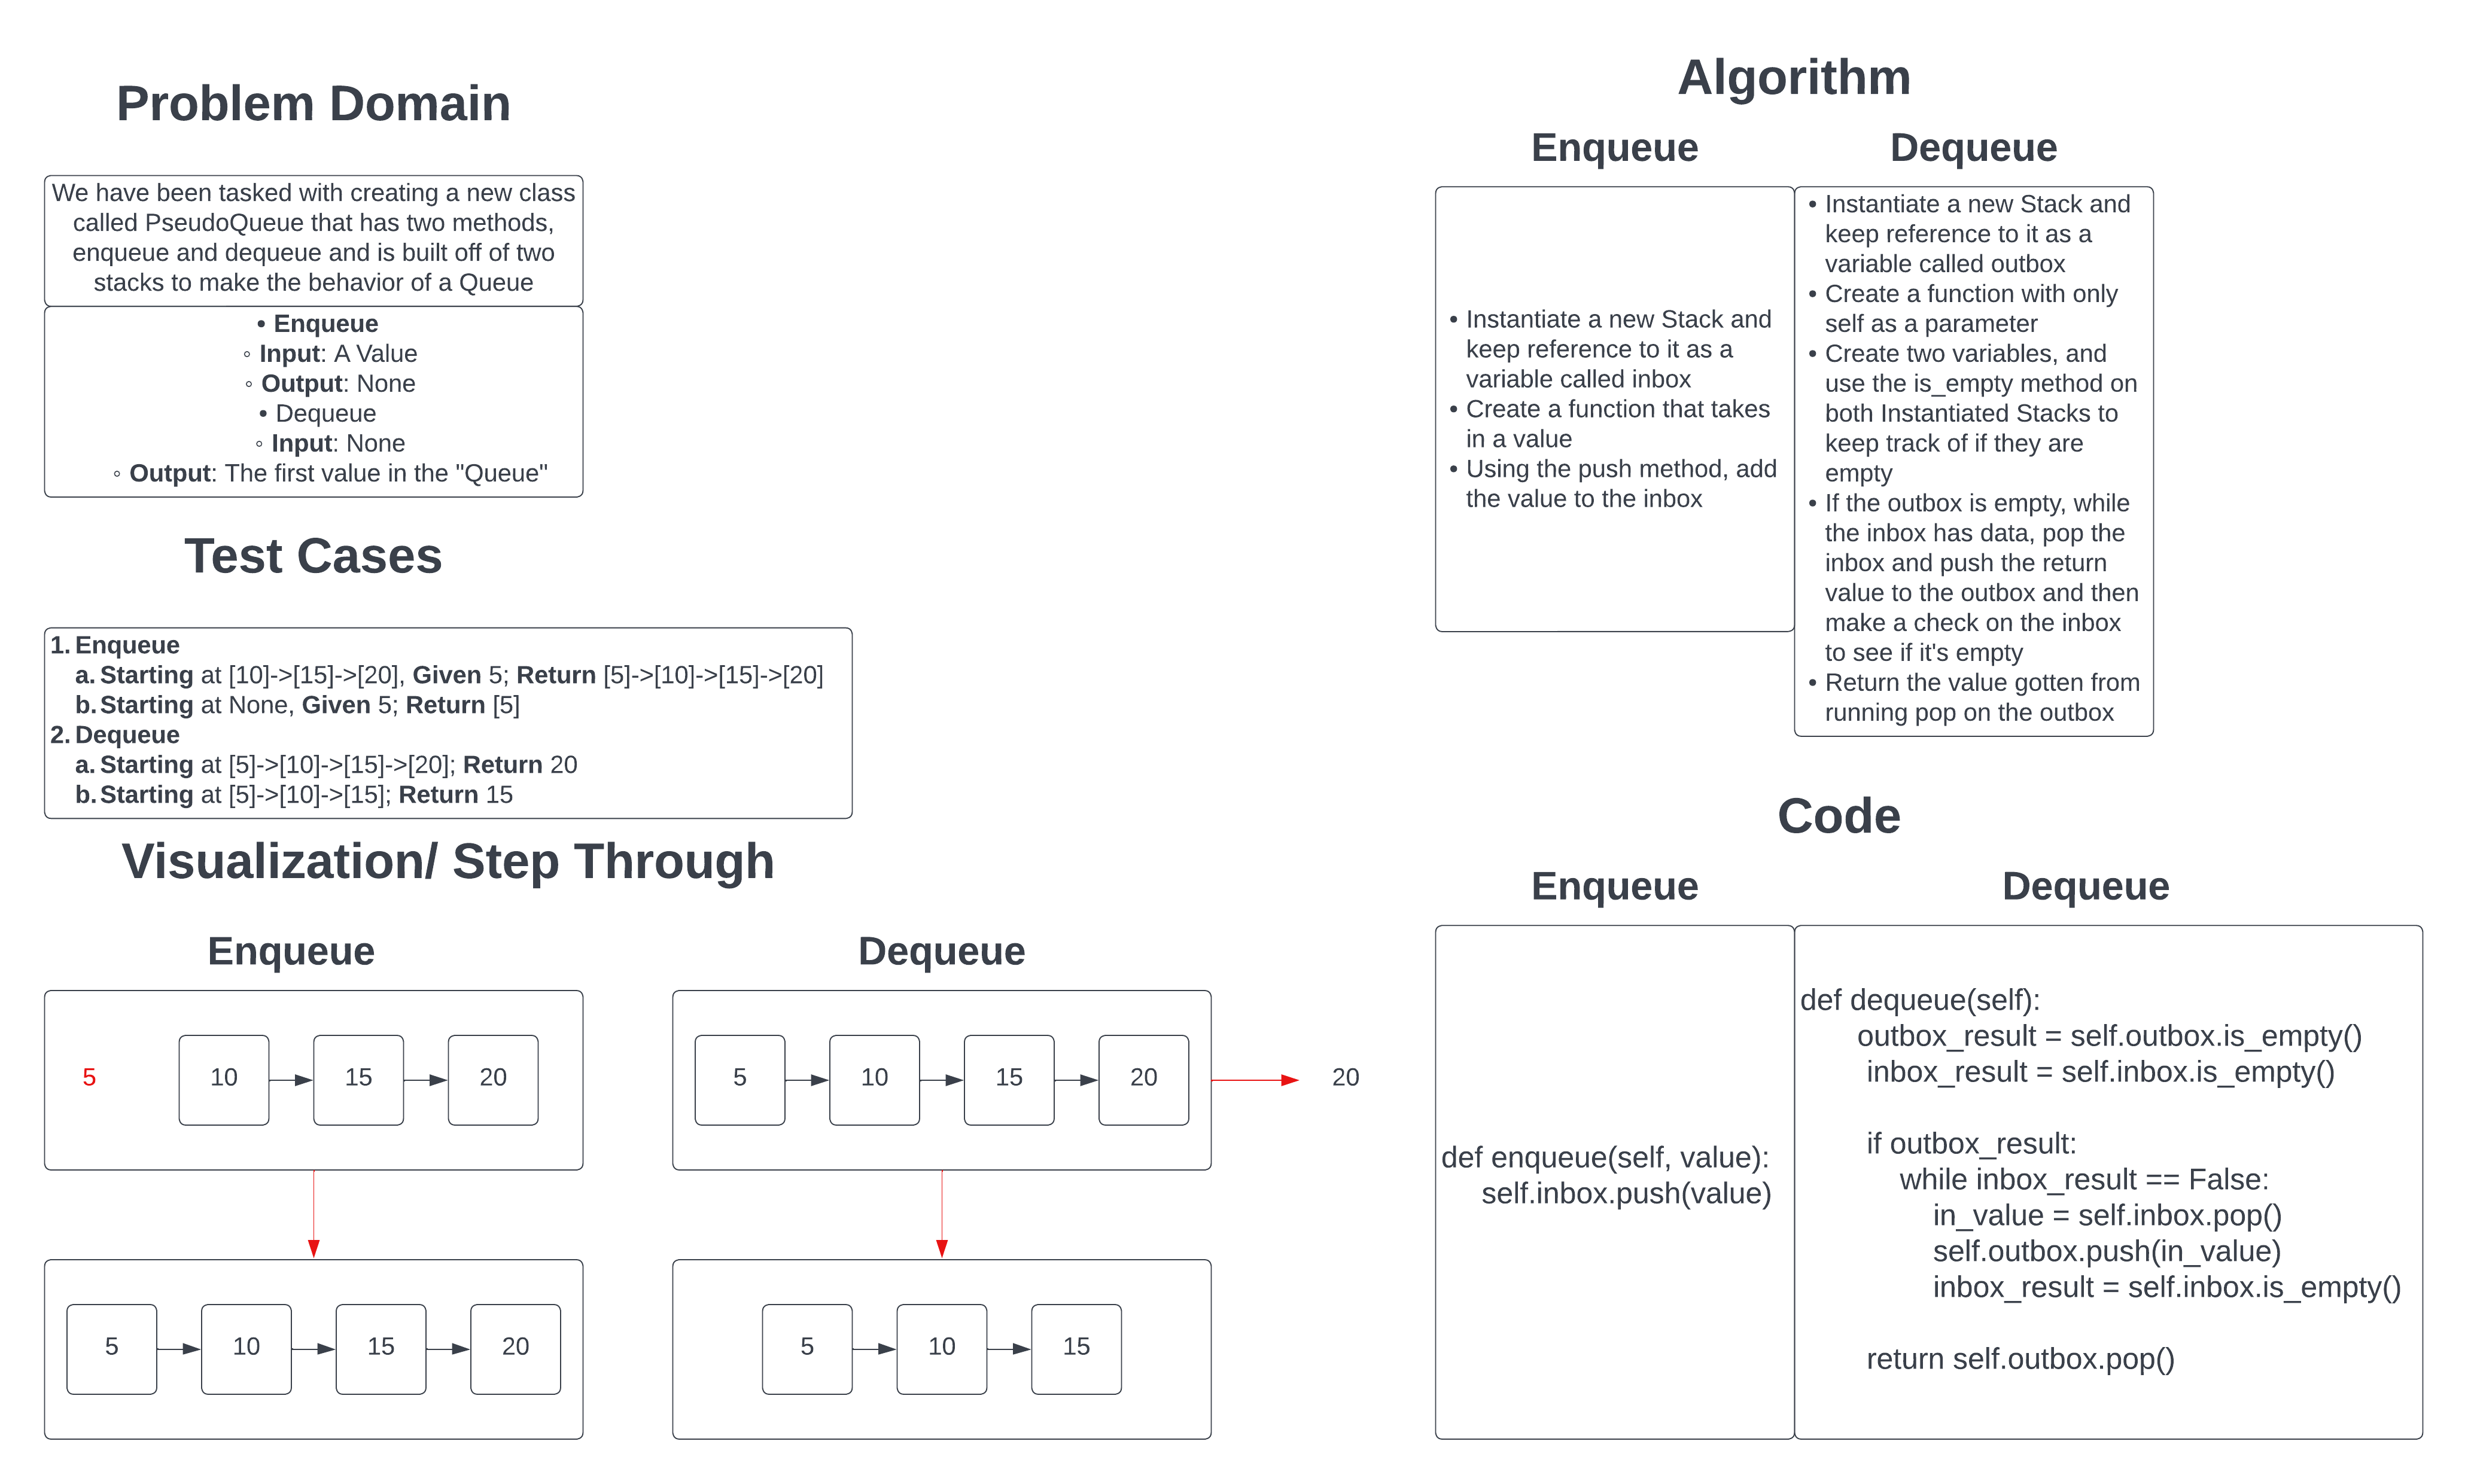 Problem Domain
We have been tasked with creating a new class
called PseudoQueue that has two methods,
enqueue and dequeue and is built off of two
stacks to make the behavior of a Queue
• Enqueue
◦ Input: A Value
◦ Output: None
• Dequeue
◦ Input: None
◦ Output: The first value in the "Queue"
Test Cases
1. Enqueue
a. Starting at [10]->[15]->[20], Given 5; Return [5]->[10]->[15]->[20]
b. Starting at None, Given 5; Return [5]
2. Dequeue
a. Starting at [5]->[10]->[15]->[20]; Return 20
b. Starting at [5]->[10]->[15]; Return 15
Visualization/ Step Through
Enqueue
5 10 15 20
5 10 15 20
Dequeue
5 10 15 20 20
5 10 15
Algorithm
Enqueue
• Instantiate a new Stack and
keep reference to it as a
variable called inbox
• Create a function that takes
in a value
• Using the push method, add
the value to the inbox
Dequeue
• Instantiate a new Stack and
keep reference to it as a
variable called outbox
• Create a function with only
self as a parameter
• Create two variables, and
use the is_empty method on
both Instantiated Stacks to
keep track of if they are
empty
• If the outbox is empty, while
the inbox has data, pop the
inbox and push the return
value to the outbox and then
make a check on the inbox
to see if it's empty
• Return the value gotten from
running pop on the outbox
Code
Enqueue
def enqueue(self, value):
self.inbox.push(value)
Dequeue
def dequeue(self):
outbox_result = self.outbox.is_empty()
inbox_result = self.inbox.is_empty()
if outbox_result:
while inbox_result == False:
in_value = self.inbox.pop()
self.outbox.push(in_value)
inbox_result = self.inbox.is_empty()
return self.outbox.pop()